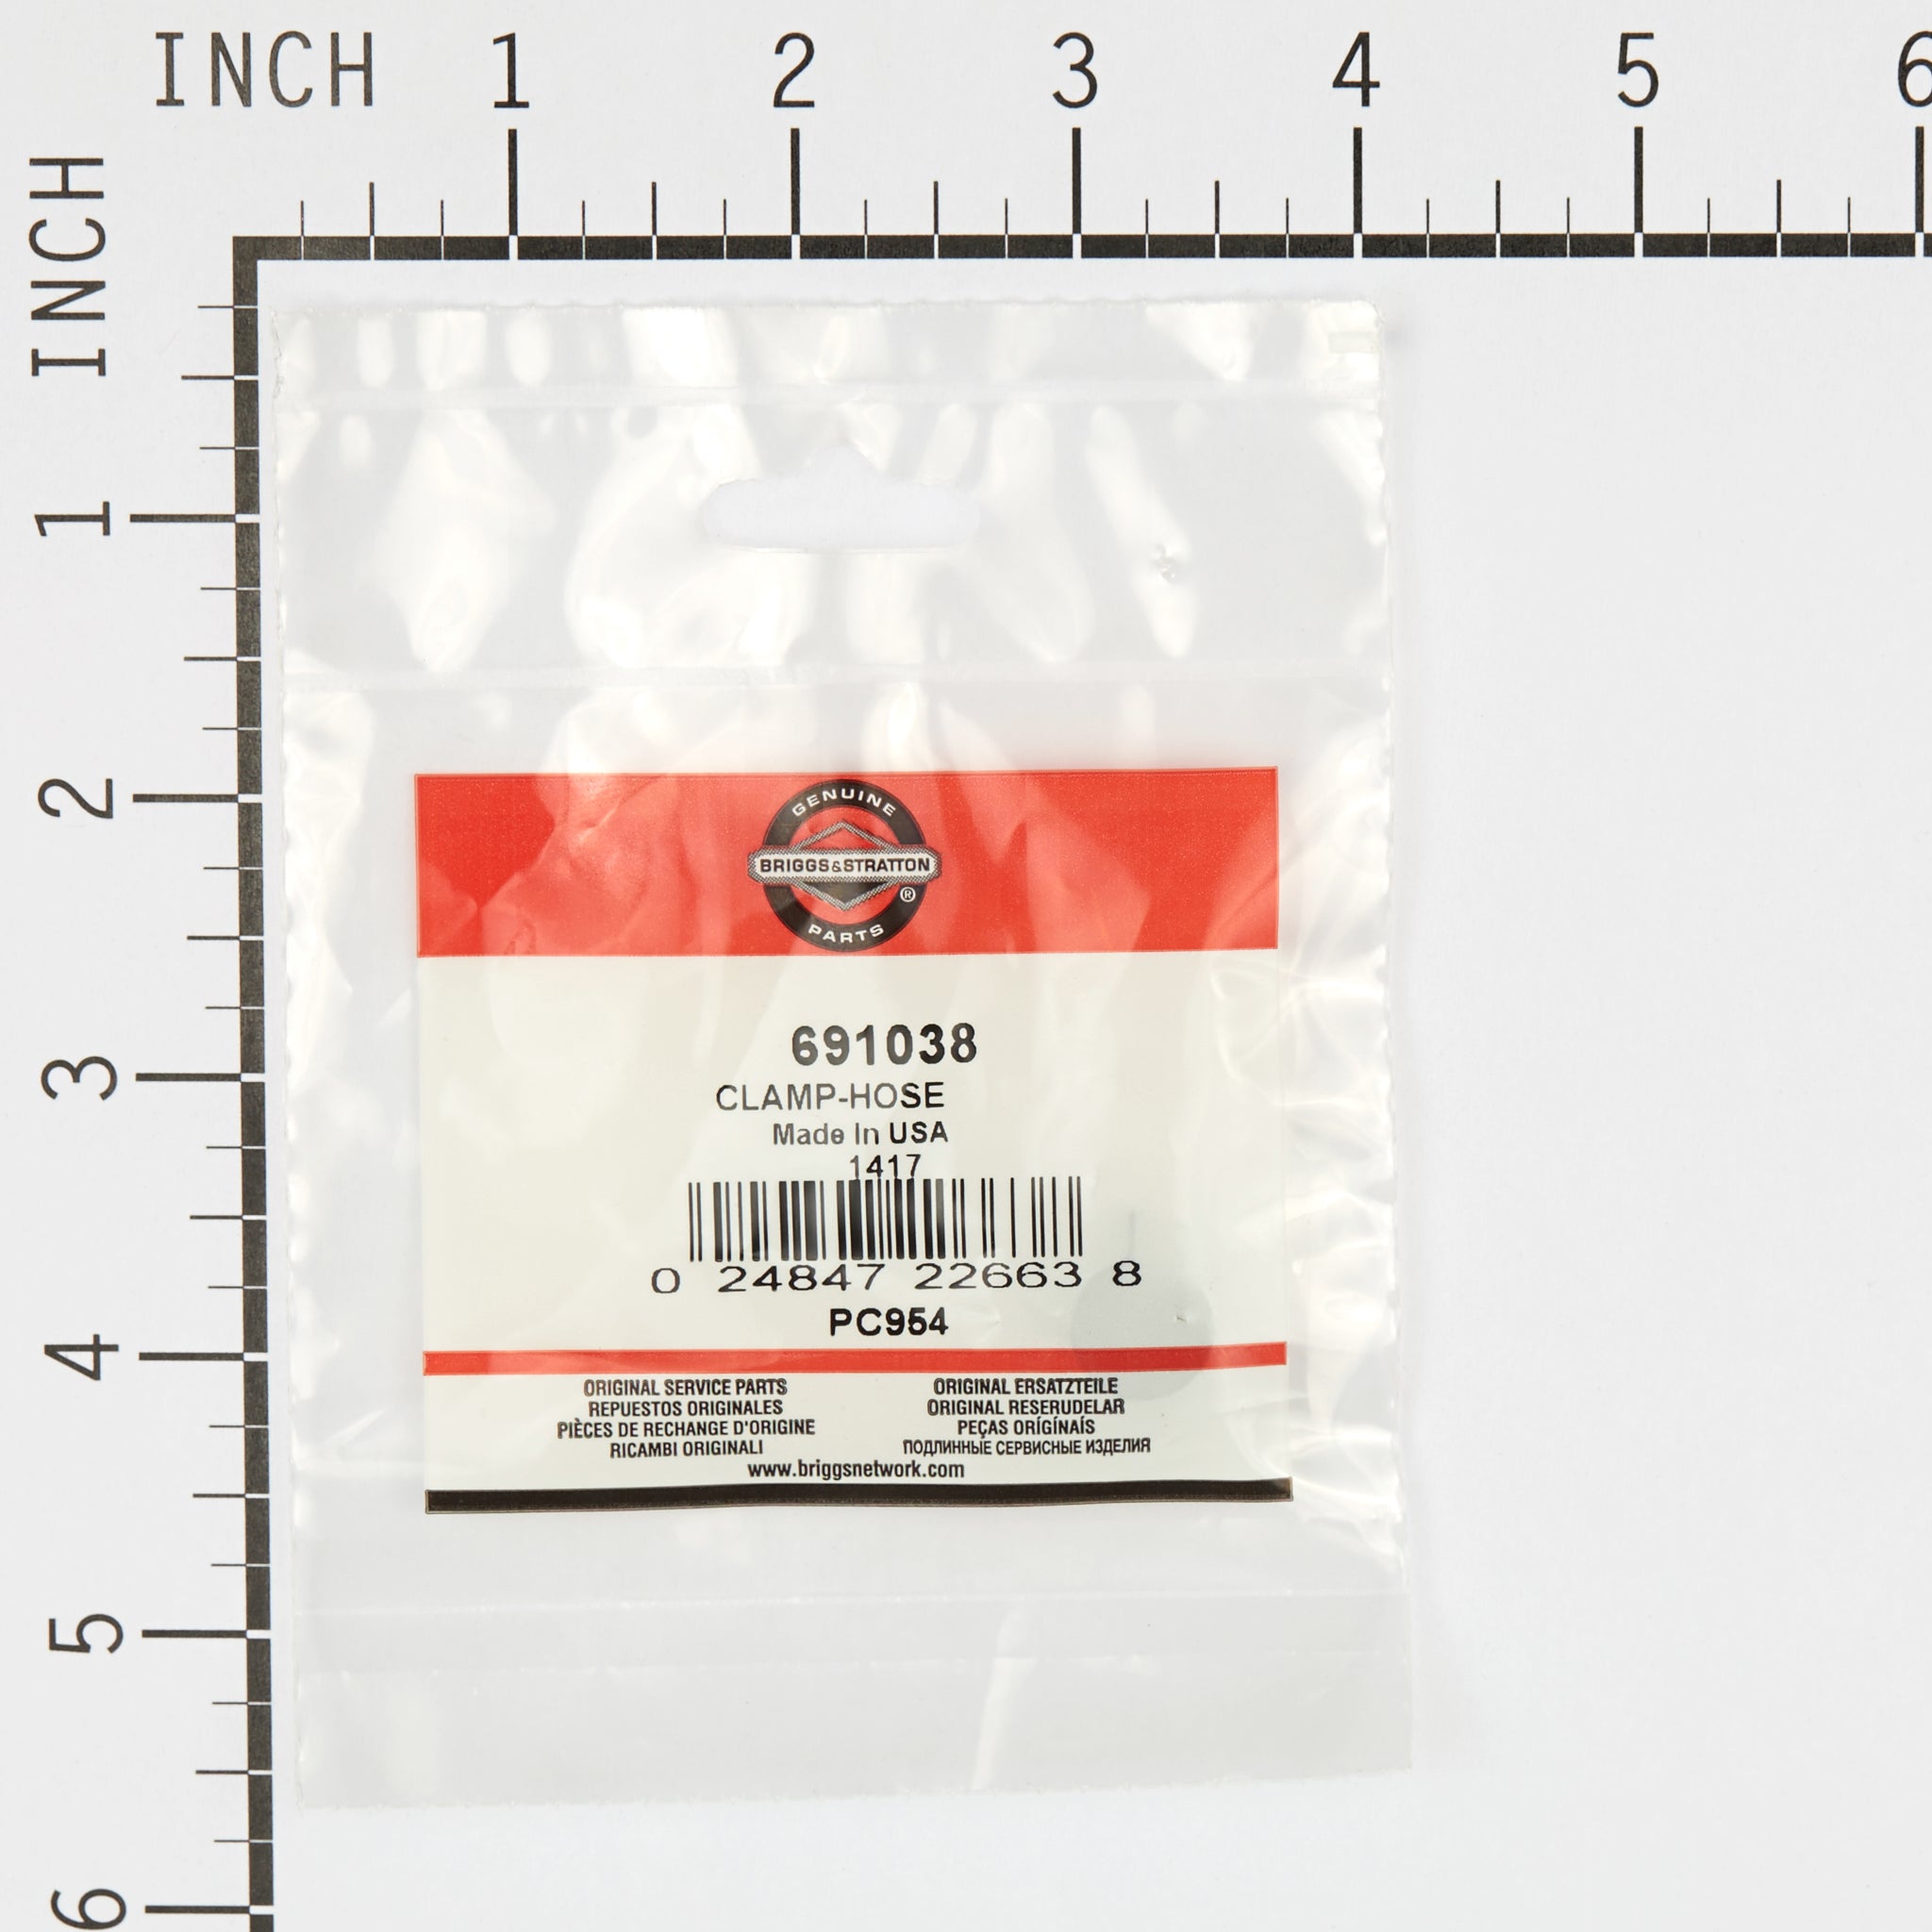 INCH 1 2 3 4 5 6
INCH
1
2
3
4
5
6
GENUINE
BRIGGS&STRATTON
®
PARTS
691038
CLAMP-HOSE
Made In USA
1417
0 24847 22663 8
PC954
ORIGINAL SERVICE PARTS
REPUESTOS ORIGINALES
PIÈCES DE RECHANGE D'ORIGINE
RICAMBI ORIGINALI
ORIGINAL ERSATZTEILE
ORIGINAL RESERUDELAR
PEÇAS ORÍGÍNAÍS
ПОДЛИННЫЕ СЕРВИСНЫЕ ИЗДЕЛИЯ
www.briggsnetwork.com